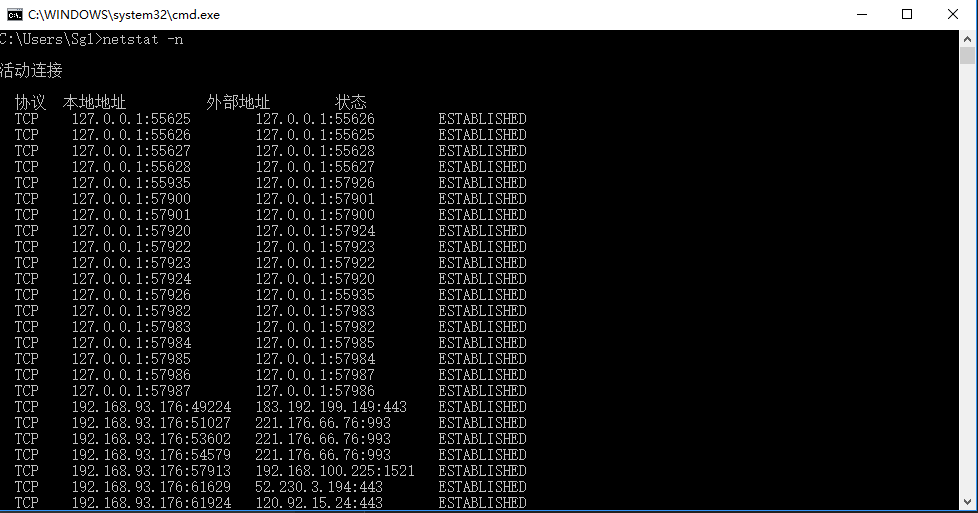 C:\WINDOWS\system32\cmd.exe
C:\Users\Sgl>netstat -n
活动连接
协议 本地地址 外部地址 状态
TCP 127.0.0.1:55625 127.0.0.1:55626 ESTABLISHED
TCP 127.0.0.1:55626 127.0.0.1:55625 ESTABLISHED
TCP 127.0.0.1:55627 127.0.0.1:55628 ESTABLISHED
TCP 127.0.0.1:55628 127.0.0.1:55627 ESTABLISHED
TCP 127.0.0.1:55935 127.0.0.1:57926 ESTABLISHED
TCP 127.0.0.1:57900 127.0.0.1:57901 ESTABLISHED
TCP 127.0.0.1:57901 127.0.0.1:57900 ESTABLISHED
TCP 127.0.0.1:57920 127.0.0.1:57924 ESTABLISHED
TCP 127.0.0.1:57922 127.0.0.1:57923 ESTABLISHED
TCP 127.0.0.1:57923 127.0.0.1:57922 ESTABLISHED
TCP 127.0.0.1:57924 127.0.0.1:57920 ESTABLISHED
TCP 127.0.0.1:57926 127.0.0.1:55935 ESTABLISHED
TCP 127.0.0.1:57982 127.0.0.1:57983 ESTABLISHED
TCP 127.0.0.1:57983 127.0.0.1:57982 ESTABLISHED
TCP 127.0.0.1:57984 127.0.0.1:57985 ESTABLISHED
TCP 127.0.0.1:57985 127.0.0.1:57984 ESTABLISHED
TCP 127.0.0.1:57986 127.0.0.1:57987 ESTABLISHED
TCP 127.0.0.1:57987 127.0.0.1:57986 ESTABLISHED
TCP 192.168.93.176:49224 183.192.199.149:443 ESTABLISHED
TCP 192.168.93.176:51027 221.176.66.76:993 ESTABLISHED
TCP 192.168.93.176:53602 221.176.66.76:993 ESTABLISHED
TCP 192.168.93.176:54579 221.176.66.76:993 ESTABLISHED
TCP 192.168.93.176:57913 192.168.100.225:1521 ESTABLISHED
TCP 192.168.93.176:61629 52.230.3.194:443 ESTABLISHED
TCP 192.168.93.176:61924 120.92.15.24:443 ESTABLISHED